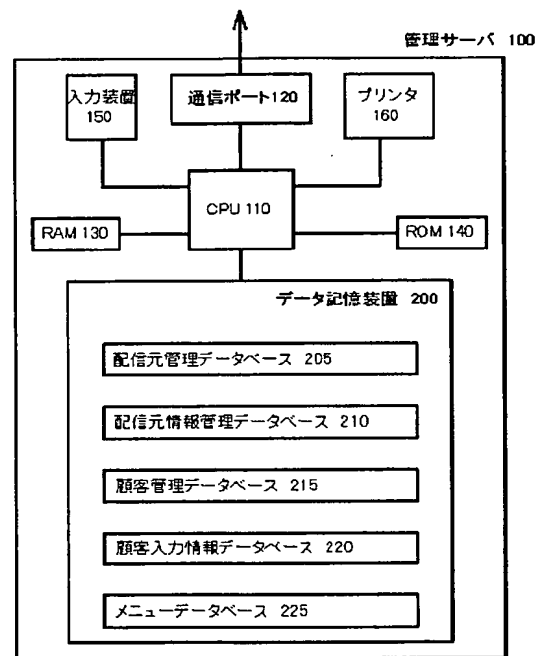 管理サーバ 100
入力装置
150
通信ポート120
プリンタ
160
CPU 110
RAM 130
ROM 140
データ記憶装置 200
配信元管理データベース 205
配信元情報管理データベース 210
顧客管理データベース 215
顧客入力情報データベース 220
メニューデータベース 225